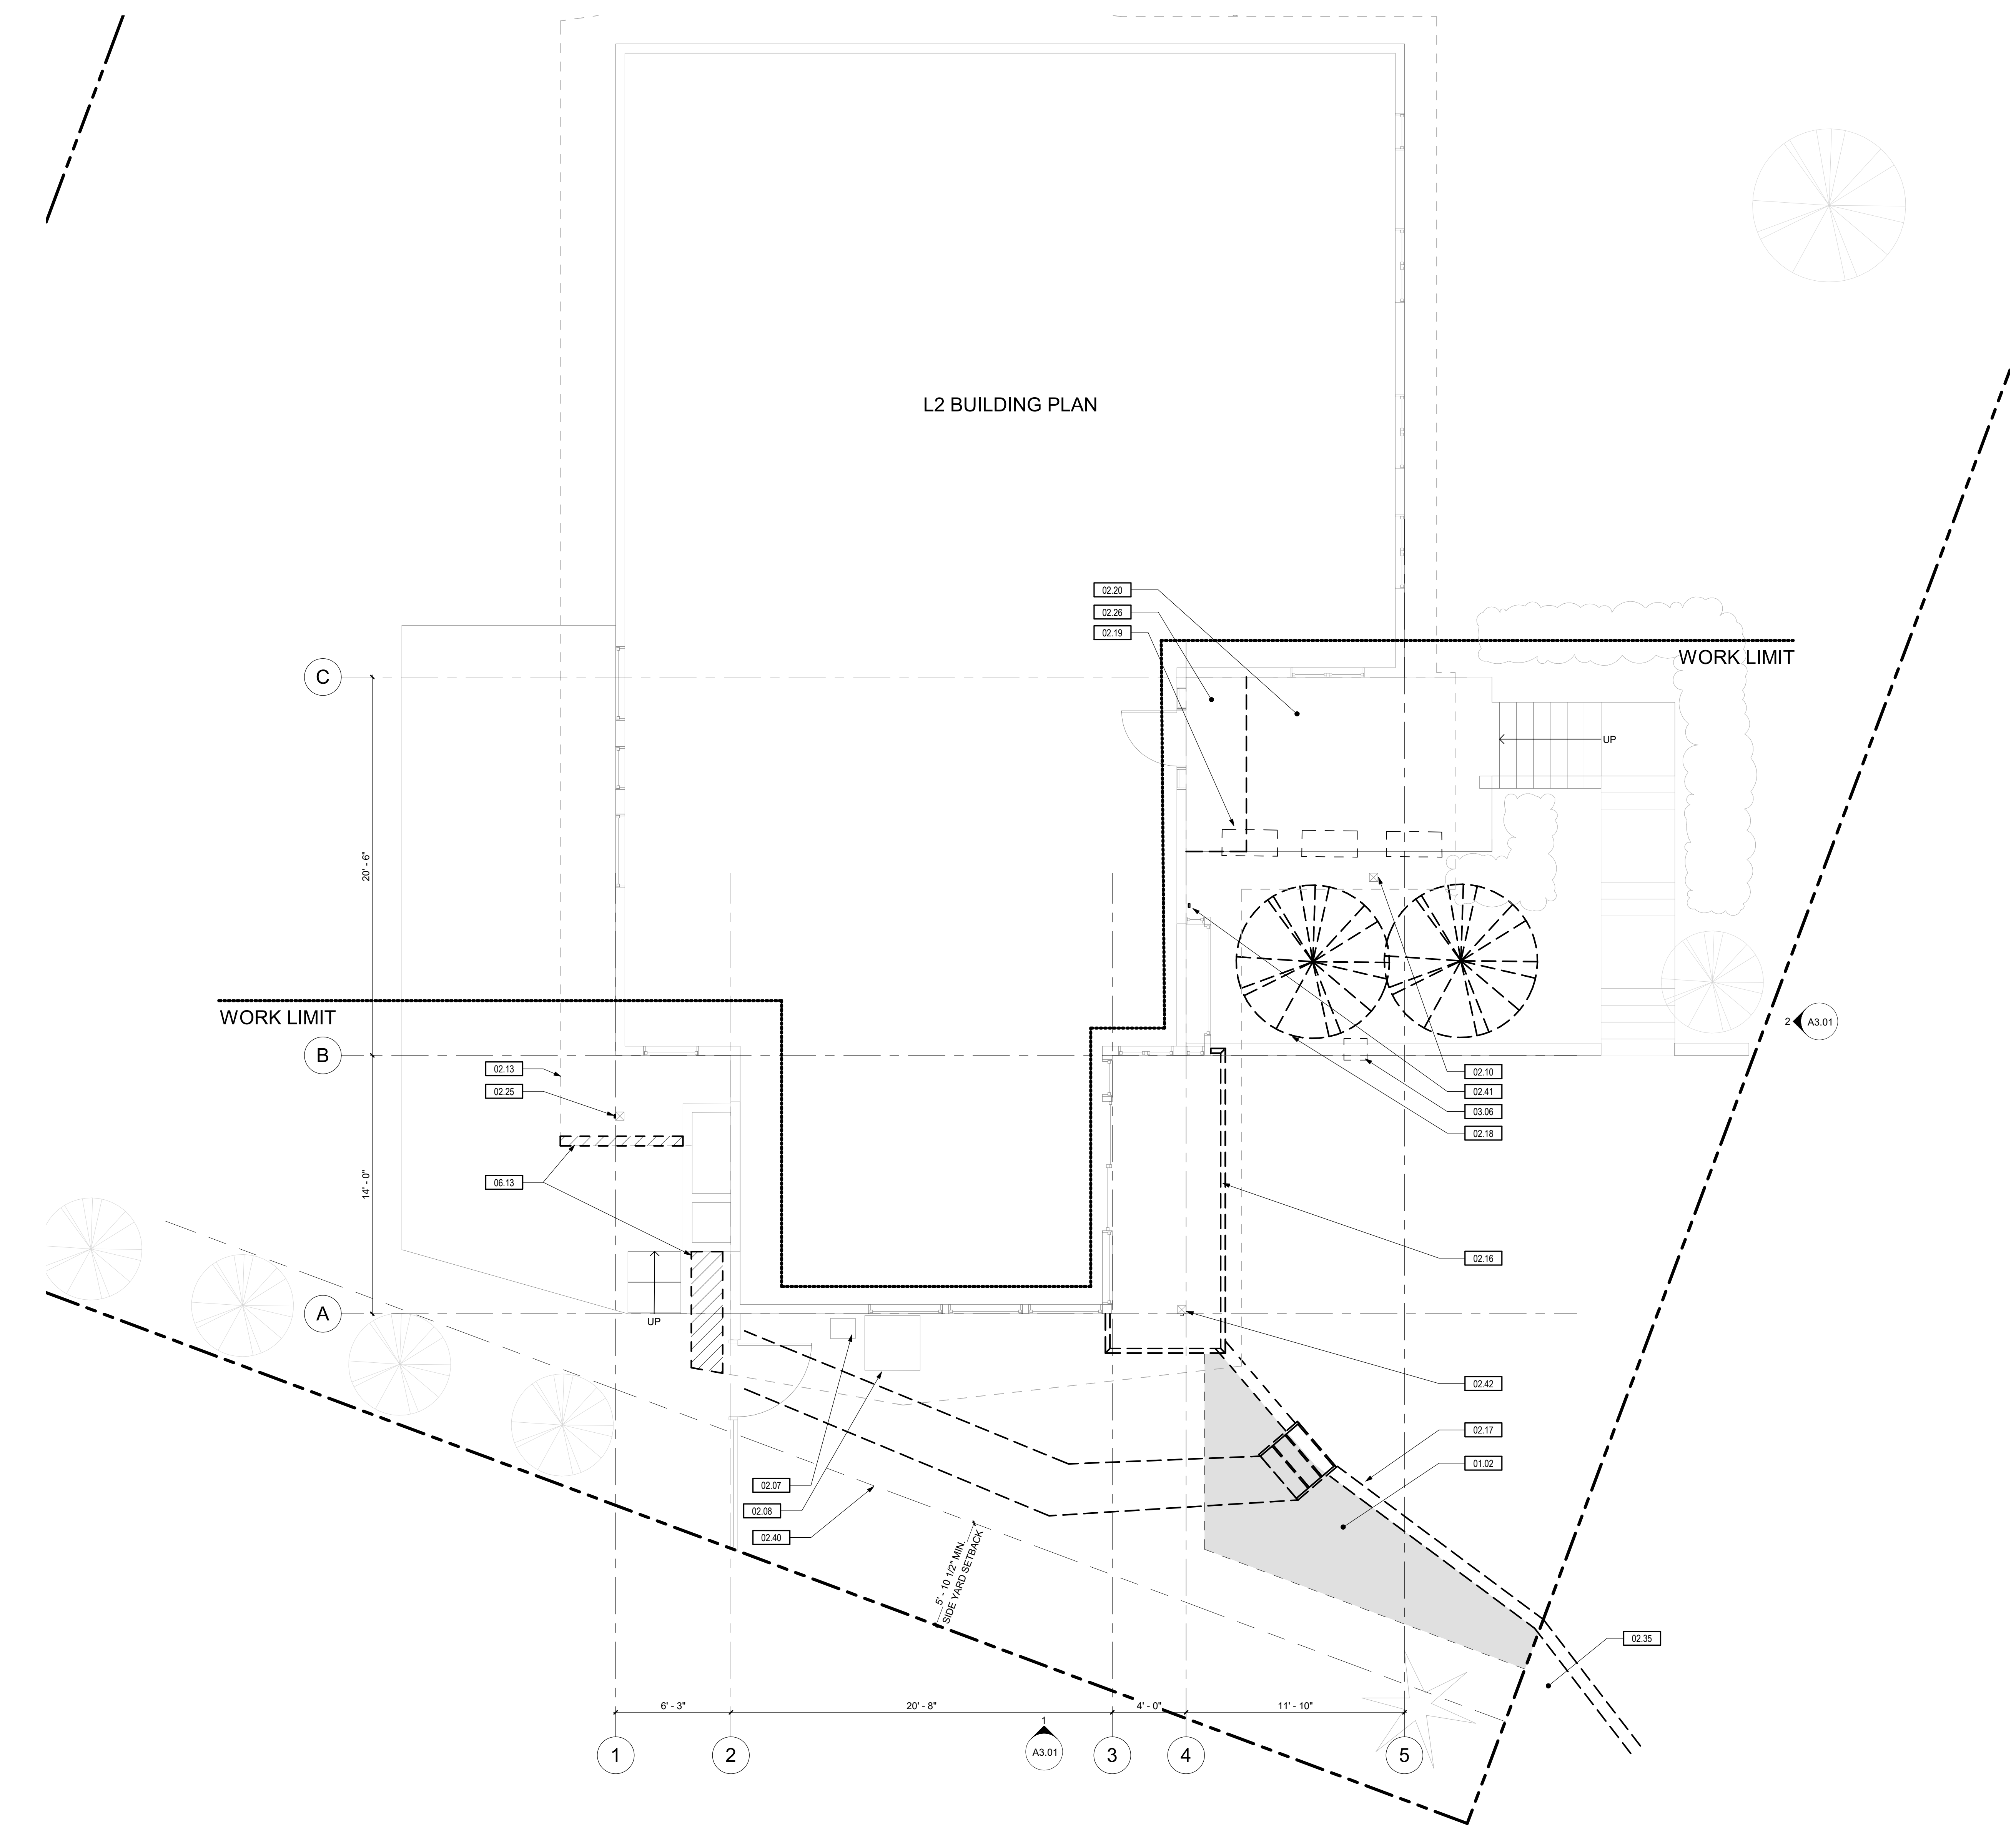 L2 BUILDING PLAN
02.20
02.26
02.19
WORK LIMIT
C
UP
20' - 6"
WORK LIMIT
2
A3.01
B
02.13
02.25
02.10
02.41
03.06
02.18
14' - 0"
06.13
02.16
A
UP
02.42
02.17
01.02
02.07
02.08
02.40
5' - 10 1/2" MIN.
SIDE YARD SETBACK
02.35
6' - 3"
20' - 8"
4' - 0"
11' - 10"
1
A3.01
1
2
3
4
5